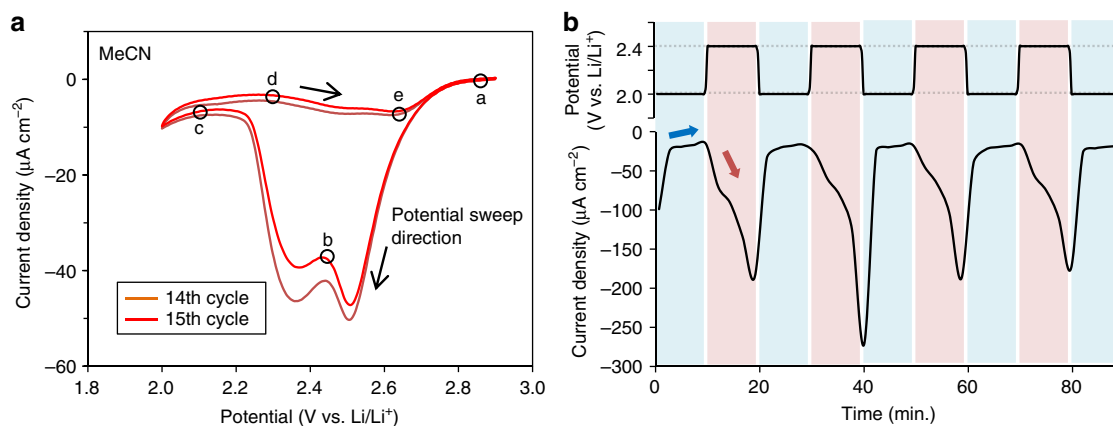 a
MeCN
0
−20
−40
−60
1.8
2.0
2.2
2.4
2.6
2.8
3.0
Current density (μA cm−2)
Potential (V vs. Li/Li+)
a
b
c
d
e
Potential sweep
direction
14th cycle
15th cycle
b
Potential
(V vs. Li/Li+)
2.4
2.0
Current density (μA cm−2)
0
−50
−100
−150
−200
−250
−300
0
20
40
60
80
Time (min.)